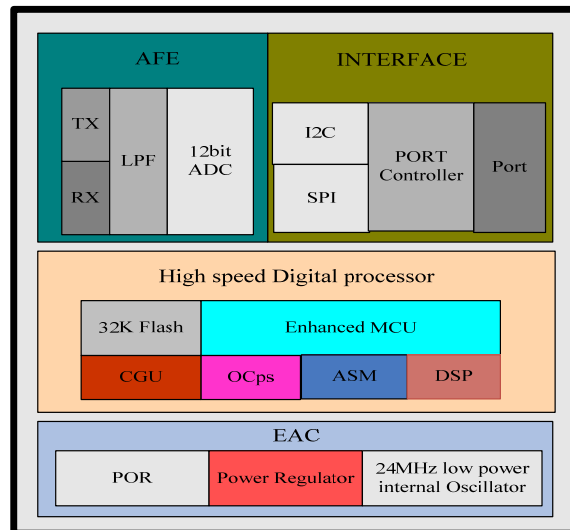 AFE
INTERFACE
TX
RX
LPF
12bit
ADC
I2C
SPI
PORT
Controller
Port
High speed Digital processor
32K Flash
Enhanced MCU
CGU
OCps
ASM
DSP
EAC
POR
Power Regulator
24MHz low power
internal Oscillator